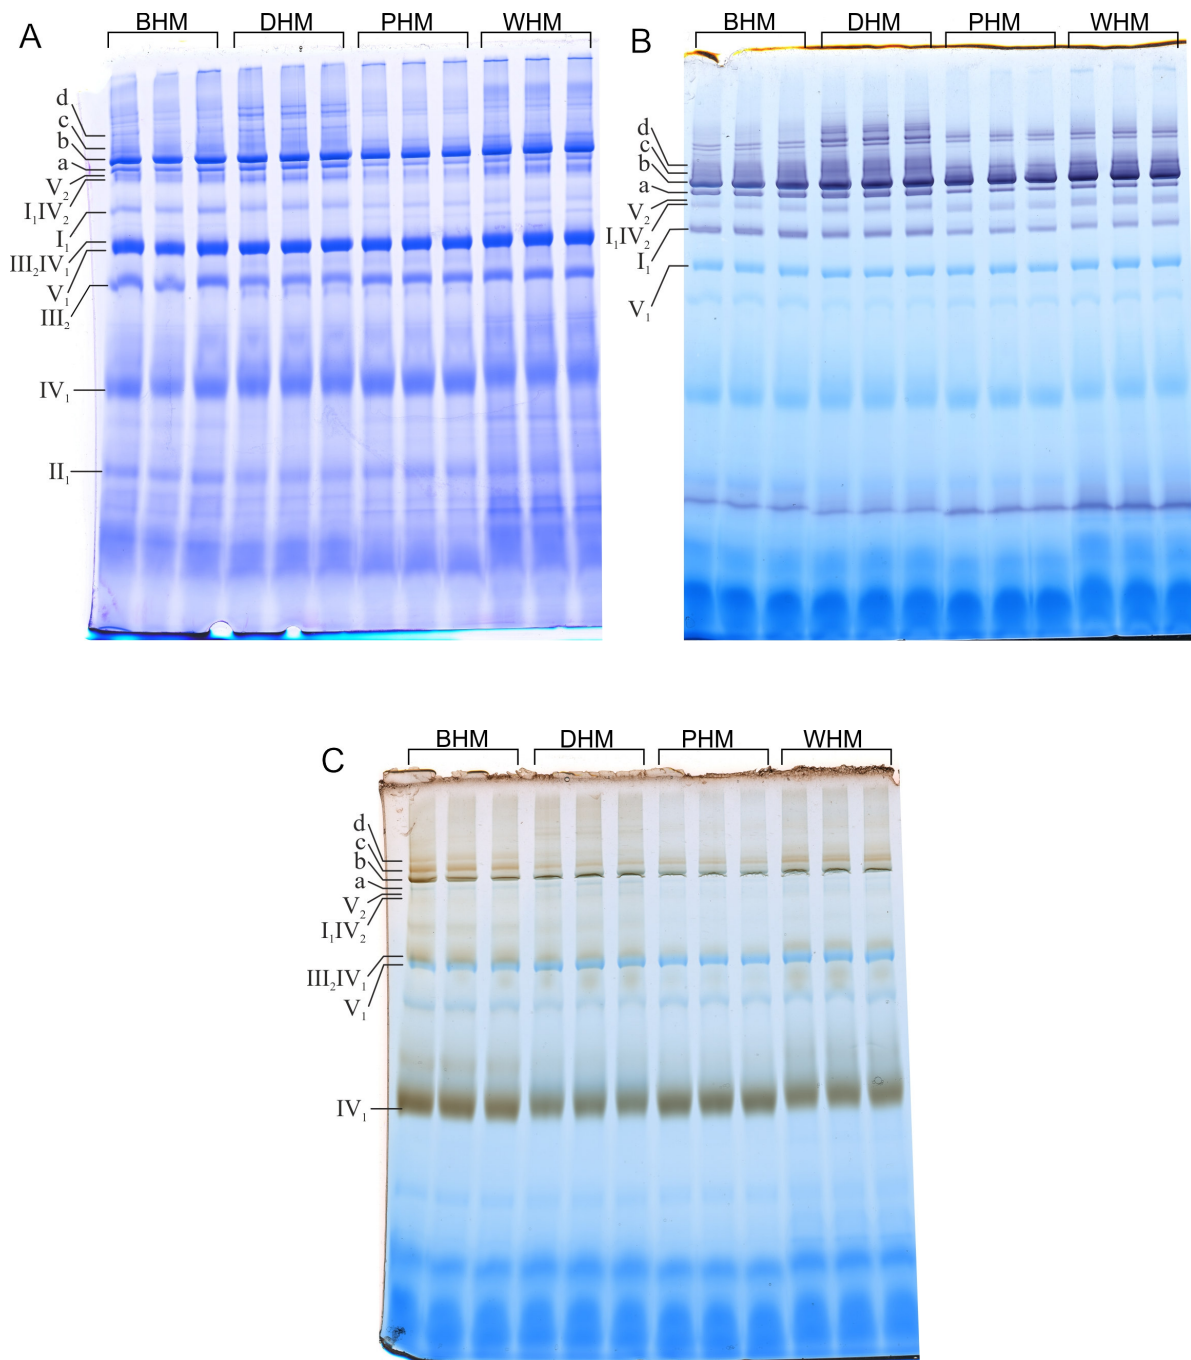 A
BHM DHM PHM WHM
d
c
b
a
V₂
I₁IV₂
I₁
III₂IV₁
V₁
III₂
IV₁
II₁
B
BHM DHM PHM WHM
d
c
b
a
V₂
I₁IV₂
I₁
V₁
C
BHM DHM PHM WHM
d
c
b
a
V₂
I₁IV₂
III₂IV₁
V₁
IV₁